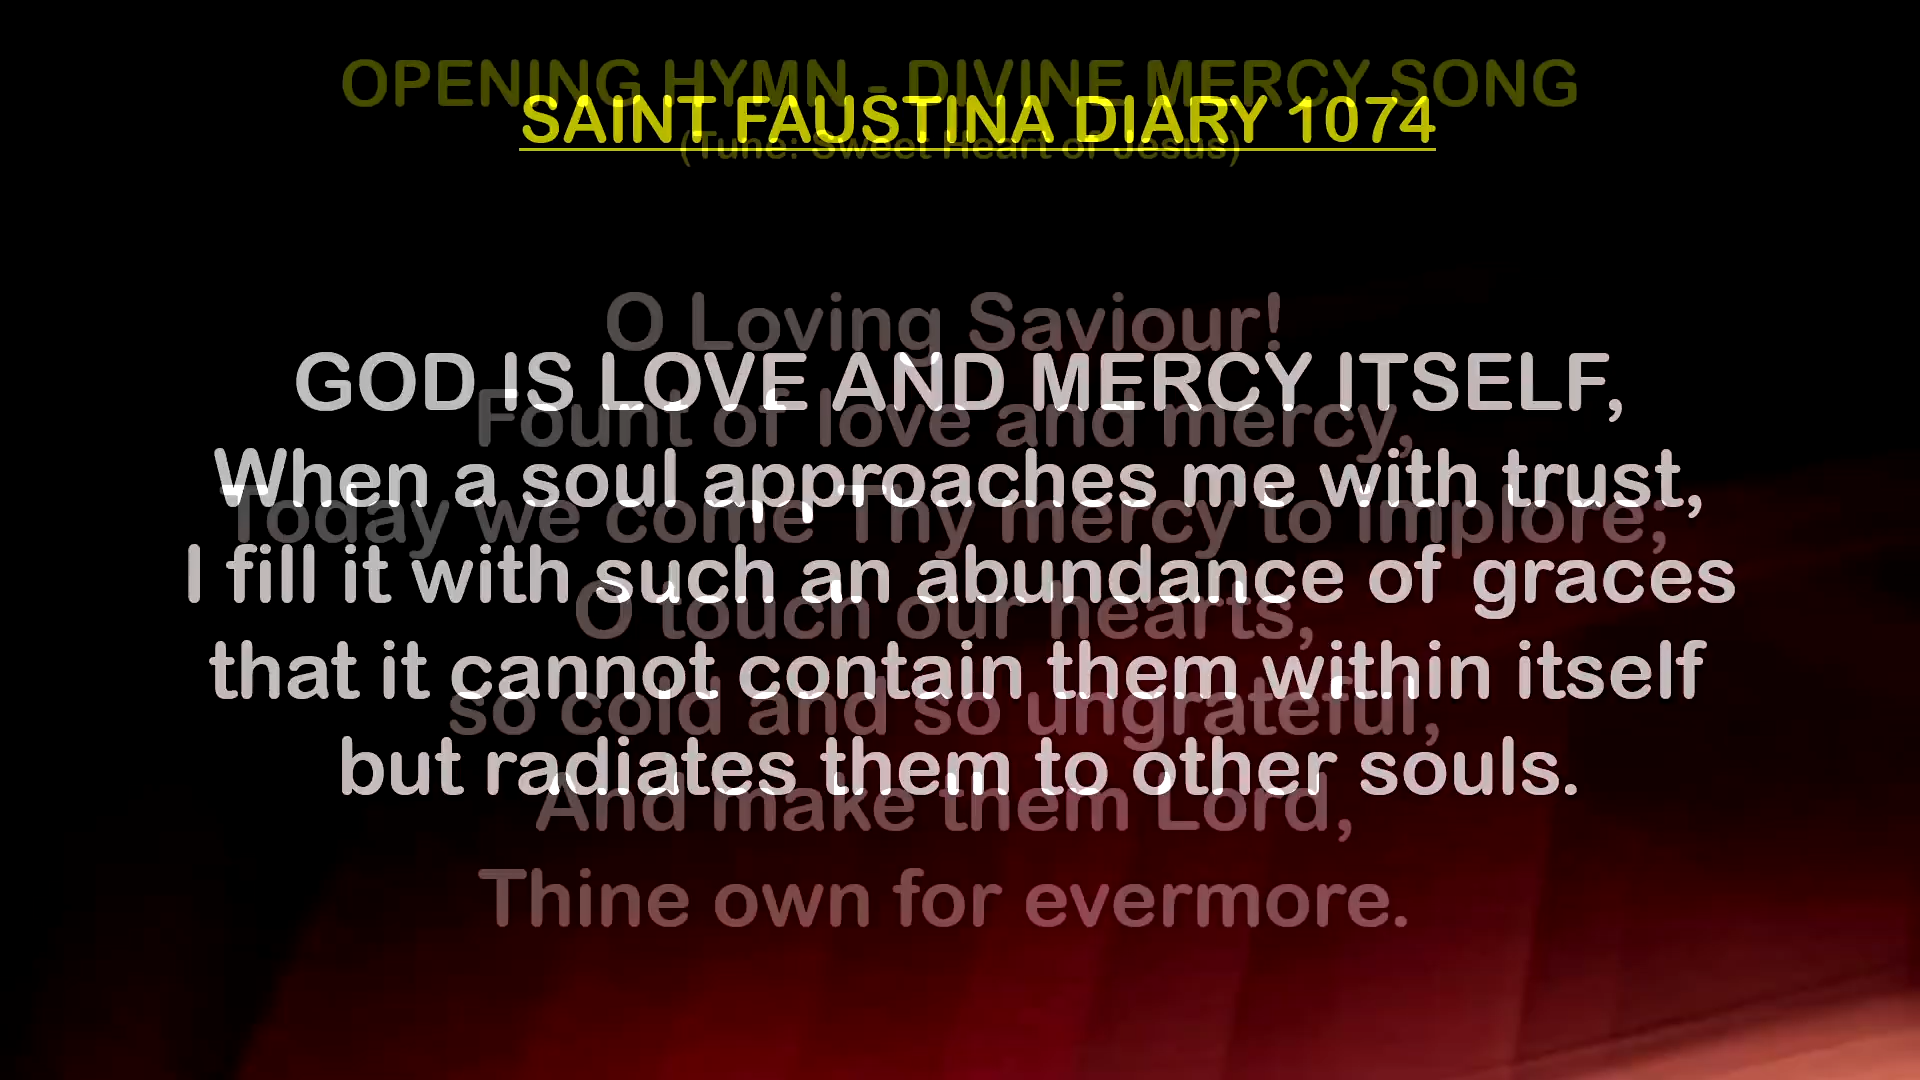 OPENING HYMN - DIVINE MERCY SONG
(Tune: Sweet Heart of Jesus)
O Loving Saviour!
Fount of love and mercy,
Today we come Thy mercy to implore;
O touch our hearts,
so cold and so ungrateful,
And make them Lord,
Thine own for evermore.
SAINT FAUSTINA DIARY 1074
GOD IS LOVE AND MERCY ITSELF,
When a soul approaches me with trust,
I fill it with such an abundance of graces
that it cannot contain them within itself
but radiates them to other souls.